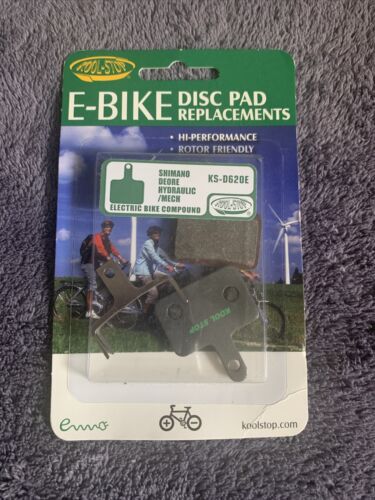 KOOL-STOP
E-BIKE DISC PAD
REPLACEMENTS
• HI-PERFORMANCE
• ROTOR FRIENDLY
SHIMANO
DEORE
HYDRAULIC
/MECH
KS-D620E
KOOL-STOP
ELECTRIC BIKE COMPOUND
KOOL STOP
koolstop.com